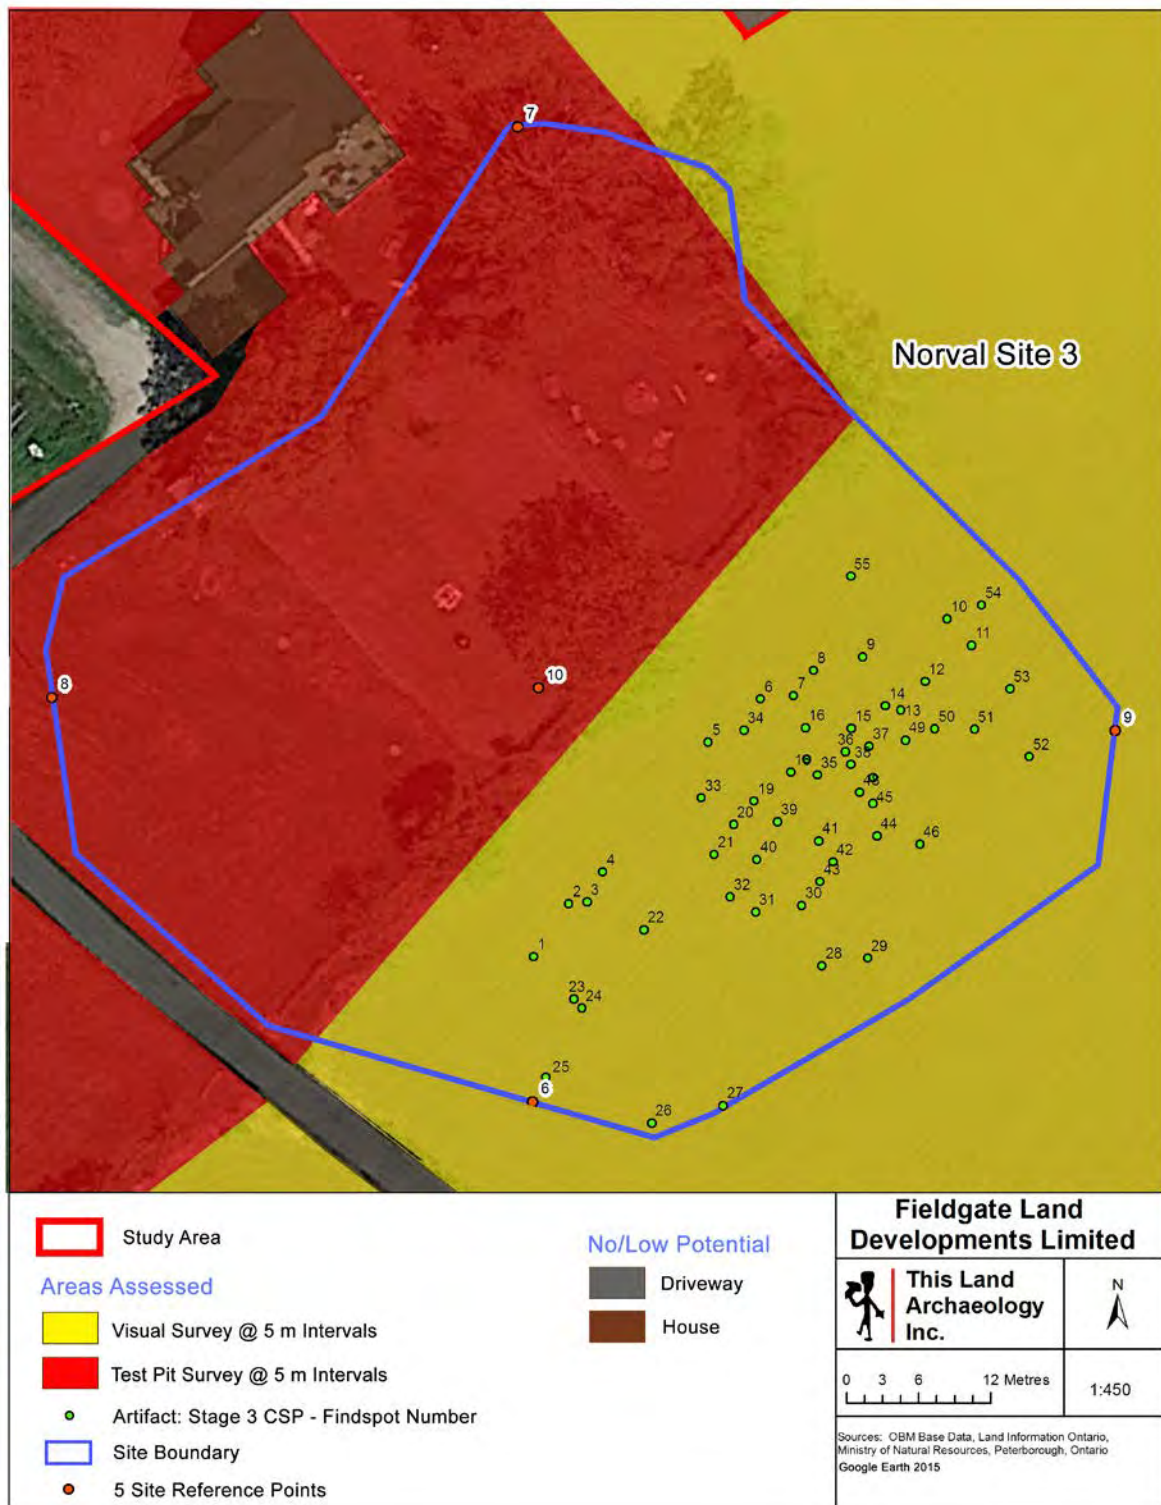 7
Norval Site 3
55
54
10
11
9
8
12
53
6
7
14
13
8
10
34
16
15
50
51
9
5
36
37
49
52
38
35
33
19
48
45
20
39
44
41
46
21
40
42
4
43
2
3
32
31
30
22
1
29
28
23
24
25
6
27
26
Study Area
Areas Assessed
Visual Survey @ 5 m Intervals
Test Pit Survey @ 5 m Intervals
Artifact: Stage 3 CSP - Findspot Number
Site Boundary
5 Site Reference Points
No/Low Potential
Driveway
House
Fieldgate Land
Developments Limited
This Land
Archaeology
Inc.
N
0 3 6 12 Metres
1:450
Sources: OBM Base Data, Land Information Ontario,
Ministry of Natural Resources, Peterborough, Ontario
Google Earth 2015